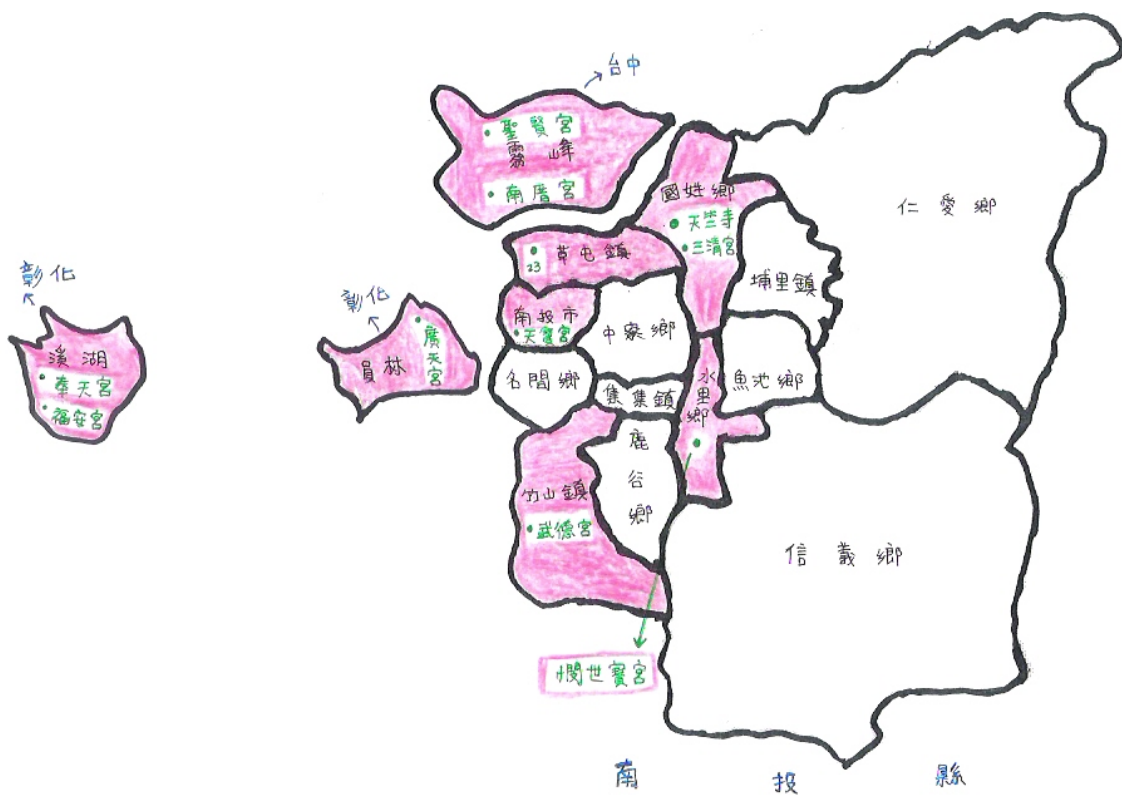 台中
聖賢宮
霧峰
南厝宮
國姓鄉
天竺寺
三清宮
仁愛鄉
草屯鎮
23
埔里鎮
彰化
溪湖
奉天宮
福安宮
彰化
員林
廣天宮
南投市
天寶宮
中寮鄉
名間鄉
集集鎮
水里鄉
魚池鄉
鹿谷鄉
竹山鎮
武德宮
信義鄉
憫世寶宮
南投縣